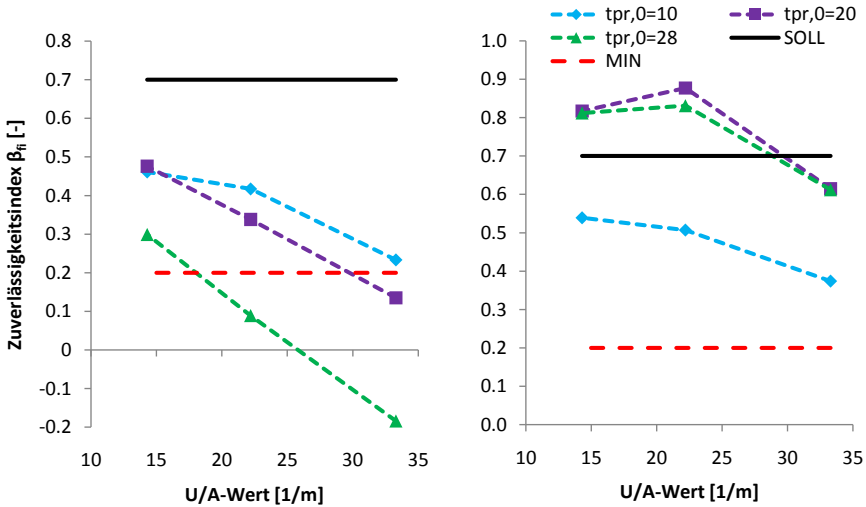 tpr,0=10
tpr,0=20
tpr,0=28
SOLL
MIN
Zuverlässigkeitsindex βfi [-]
0.8
0.7
0.6
0.5
0.4
0.3
0.2
0.1
0
-0.1
-0.2
10 15 20 25 30 35
U/A-Wert [1/m]
1.0
0.9
0.8
0.7
0.6
0.5
0.4
0.3
0.2
0.1
0.0
10 15 20 25 30 35
U/A-Wert [1/m]